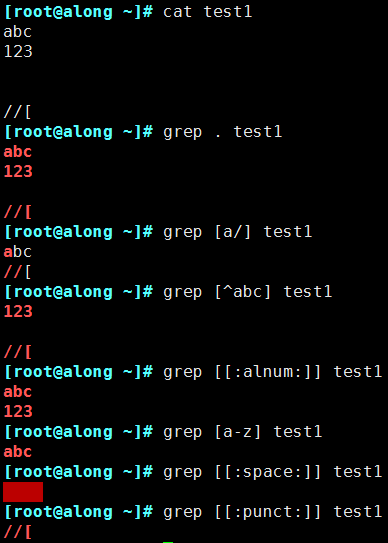 [root@along ~]# cat test1
abc
123
//[
[root@along ~]# grep . test1
abc
123
//[
[root@along ~]# grep [a/] test1
abc
//[
[root@along ~]# grep [^abc] test1
123
//[
[root@along ~]# grep [[:alnum:]] test1
abc
123
[root@along ~]# grep [a-z] test1
abc
[root@along ~]# grep [[:space:]] test1
[root@along ~]# grep [[:punct:]] test1
//[